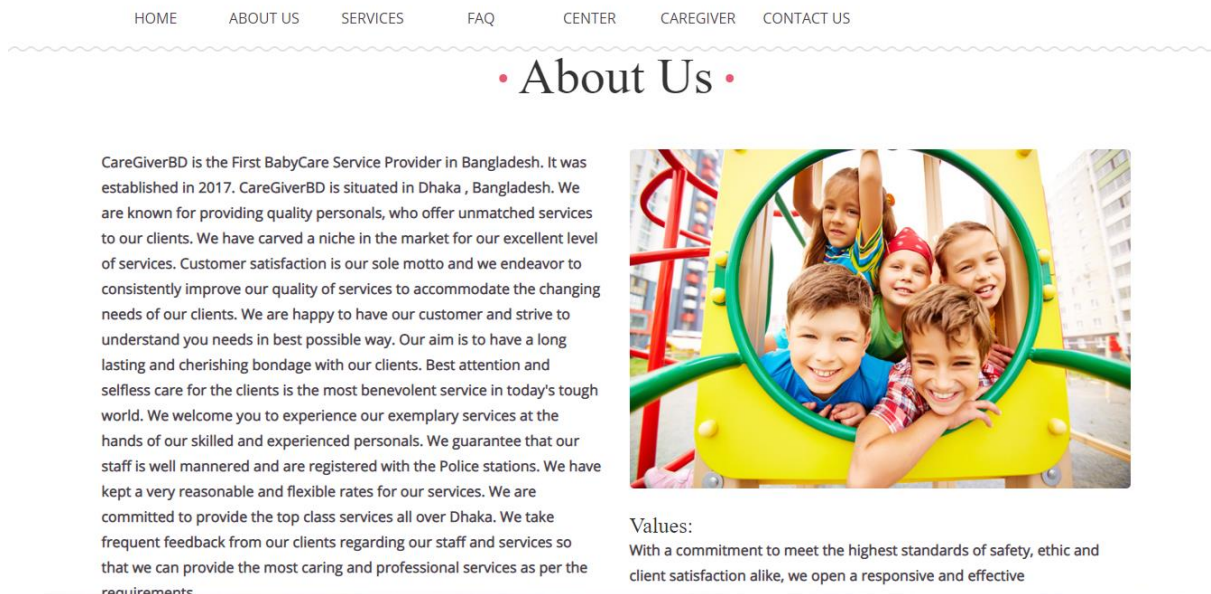 HOME ABOUT US SERVICES FAQ CENTER CAREGIVER CONTACT US
• About Us •
CareGiverBD is the First BabyCare Service Provider in Bangladesh. It was
established in 2017. CareGiverBD is situated in Dhaka , Bangladesh. We
are known for providing quality personals, who offer unmatched services
to our clients. We have carved a niche in the market for our excellent level
of services. Customer satisfaction is our sole motto and we endeavor to
consistently improve our quality of services to accommodate the changing
needs of our clients. We are happy to have our customer and strive to
understand you needs in best possible way. Our aim is to have a long
lasting and cherishing bondage with our clients. Best attention and
selfless care for the clients is the most benevolent service in today's tough
world. We welcome you to experience our exemplary services at the
hands of our skilled and experienced personals. We guarantee that our
staff is well mannered and are registered with the Police stations. We have
kept a very reasonable and flexible rates for our services. We are
committed to provide the top class services all over Dhaka. We take
frequent feedback from our clients regarding our staff and services so
that we can provide the most caring and professional services as per the
requirements
Values:
With a commitment to meet the highest standards of safety, ethic and
client satisfaction alike, we open a responsive and effective